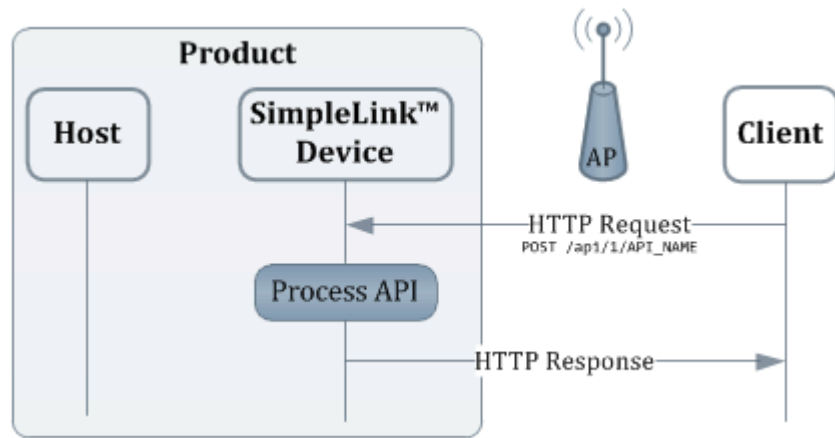 Product
Host
SimpleLink™
Device
AP
Client
HTTP Request
POST /api/1/API_NAME
Process API
HTTP Response